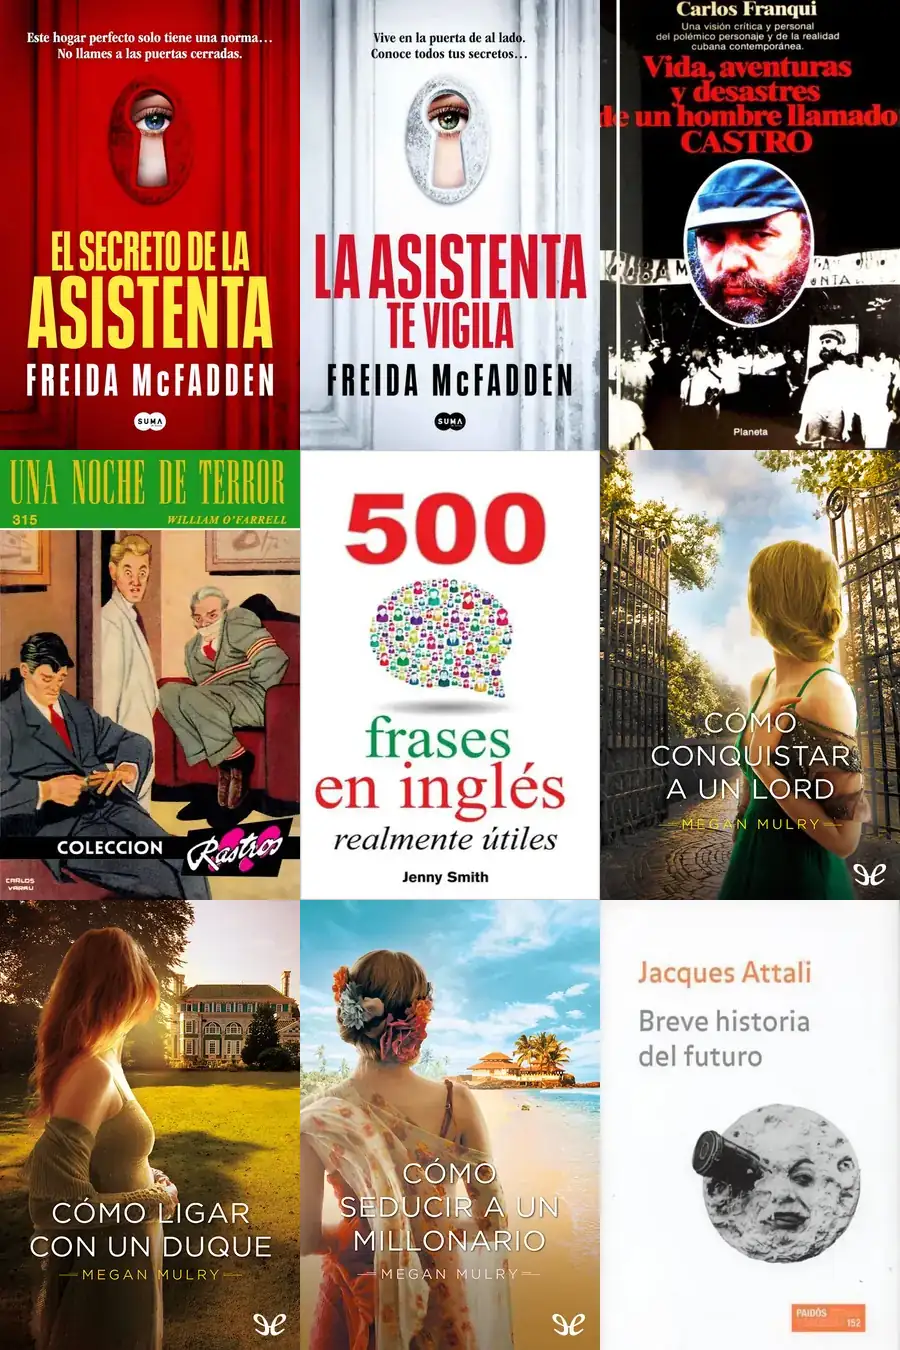 Este hogar perfecto solo tiene una norma...
No llames a las puertas cerradas.
EL SECRETO DE LA
ASISTENTA
FREIDA McFADDEN
SUMA
Vive en la puerta de al lado.
Conoce todos tus secretos...
LA ASISTENTA
TE VIGILA
FREIDA McFADDEN
SUMA
Carlos Franqui
Una visión crítica y personal
del polémico personaje y de la realidad
cubana contemporánea.
Vida, aventuras
y desastres
de un hombre llamado
CASTRO
Planeta
UNA NOCHE DE TERROR
315
WILLIAM O'FARRELL
COLECCION
Rastros
CARLOS
VARAU
500
frases
en inglés
realmente útiles
Jenny Smith
CÓMO
CONQUISTAR
A UN LORD
MEGAN MULRY
CÓMO LIGAR
CON UN DUQUE
MEGAN MULRY
CÓMO
SEDUCIR A UN
MILLONARIO
MEGAN MULRY
Jacques Attali
Breve historia
del futuro
PAIDÓS
152